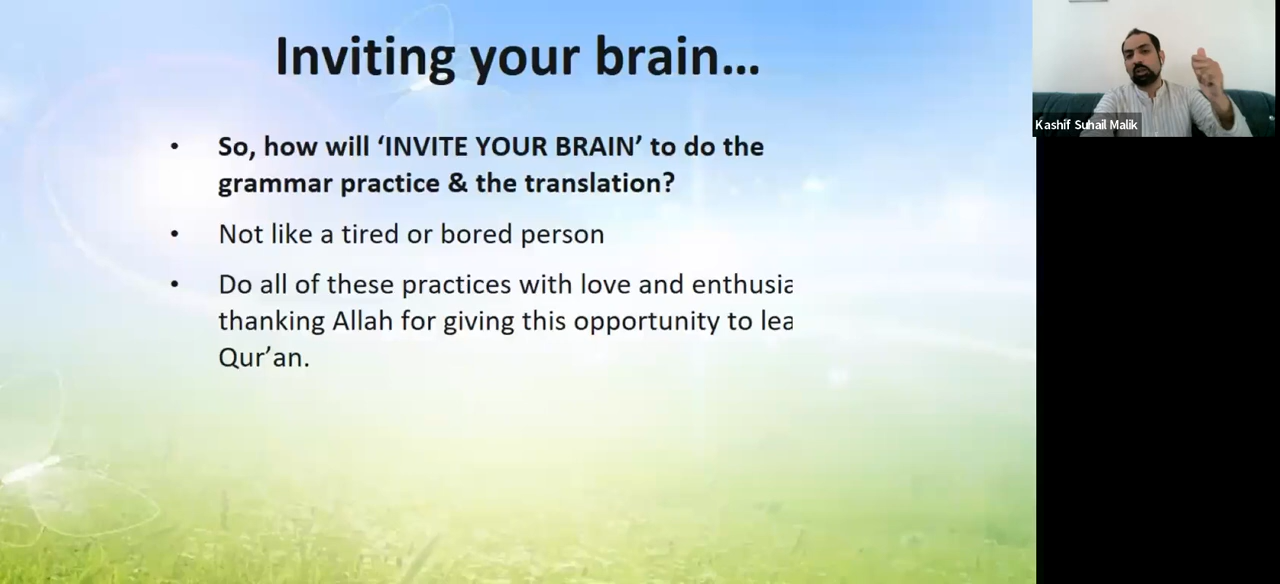 Inviting your brain...
• So, how will ‘INVITE YOUR BRAIN’ to do the
grammar practice & the translation?
• Not like a tired or bored person
• Do all of these practices with love and enthusia
thanking Allah for giving this opportunity to lea
Qur’an.
Kashif Suhail Malik